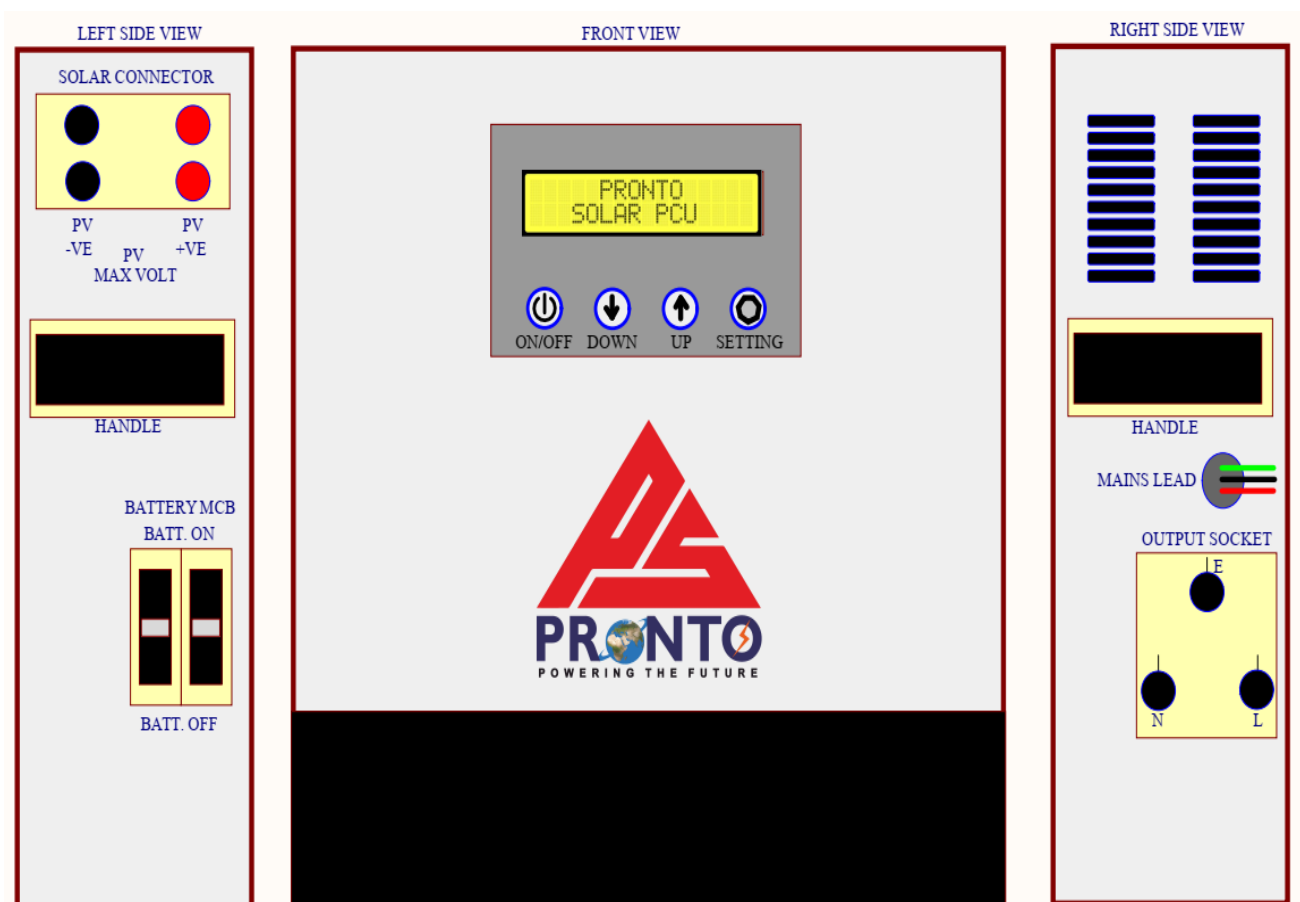 LEFT SIDE VIEW
SOLAR CONNECTOR
PV PV
-VE +VE
PV
MAX VOLT
HANDLE
BATTERY MCB
BATT. ON
BATT. OFF
FRONT VIEW
PRONTO
SOLAR PCU
ON/OFF DOWN UP SETTING
PS
PRONTO
POWERING THE FUTURE
RIGHT SIDE VIEW
HANDLE
MAINS LEAD
OUTPUT SOCKET
E
N L